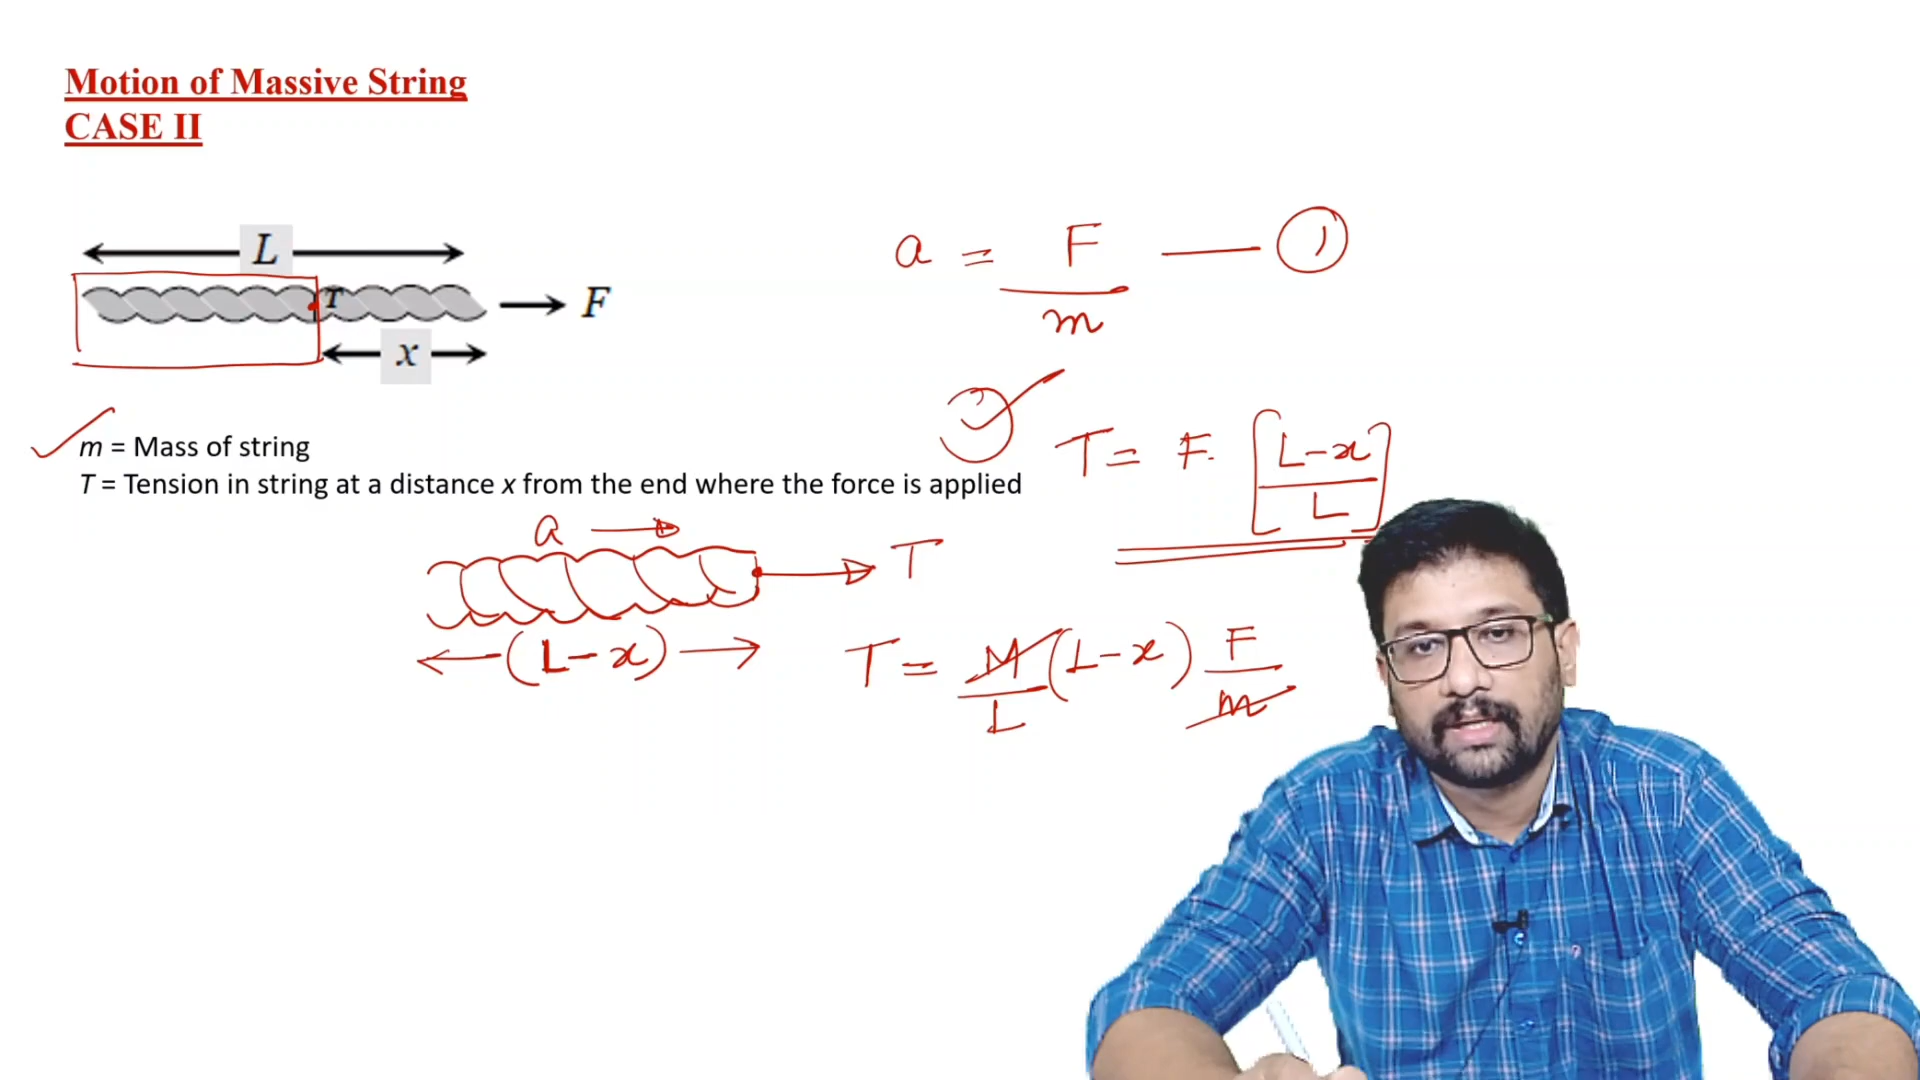 Motion of Massive String
CASE II
L
T
F
x
a = F/m —— (1)
m = Mass of string
T = Tension in string at a distance x from the end where the force is applied
T = F. [L-x/L]
a
T
(L-x)
T = M/L (L-x) F/m